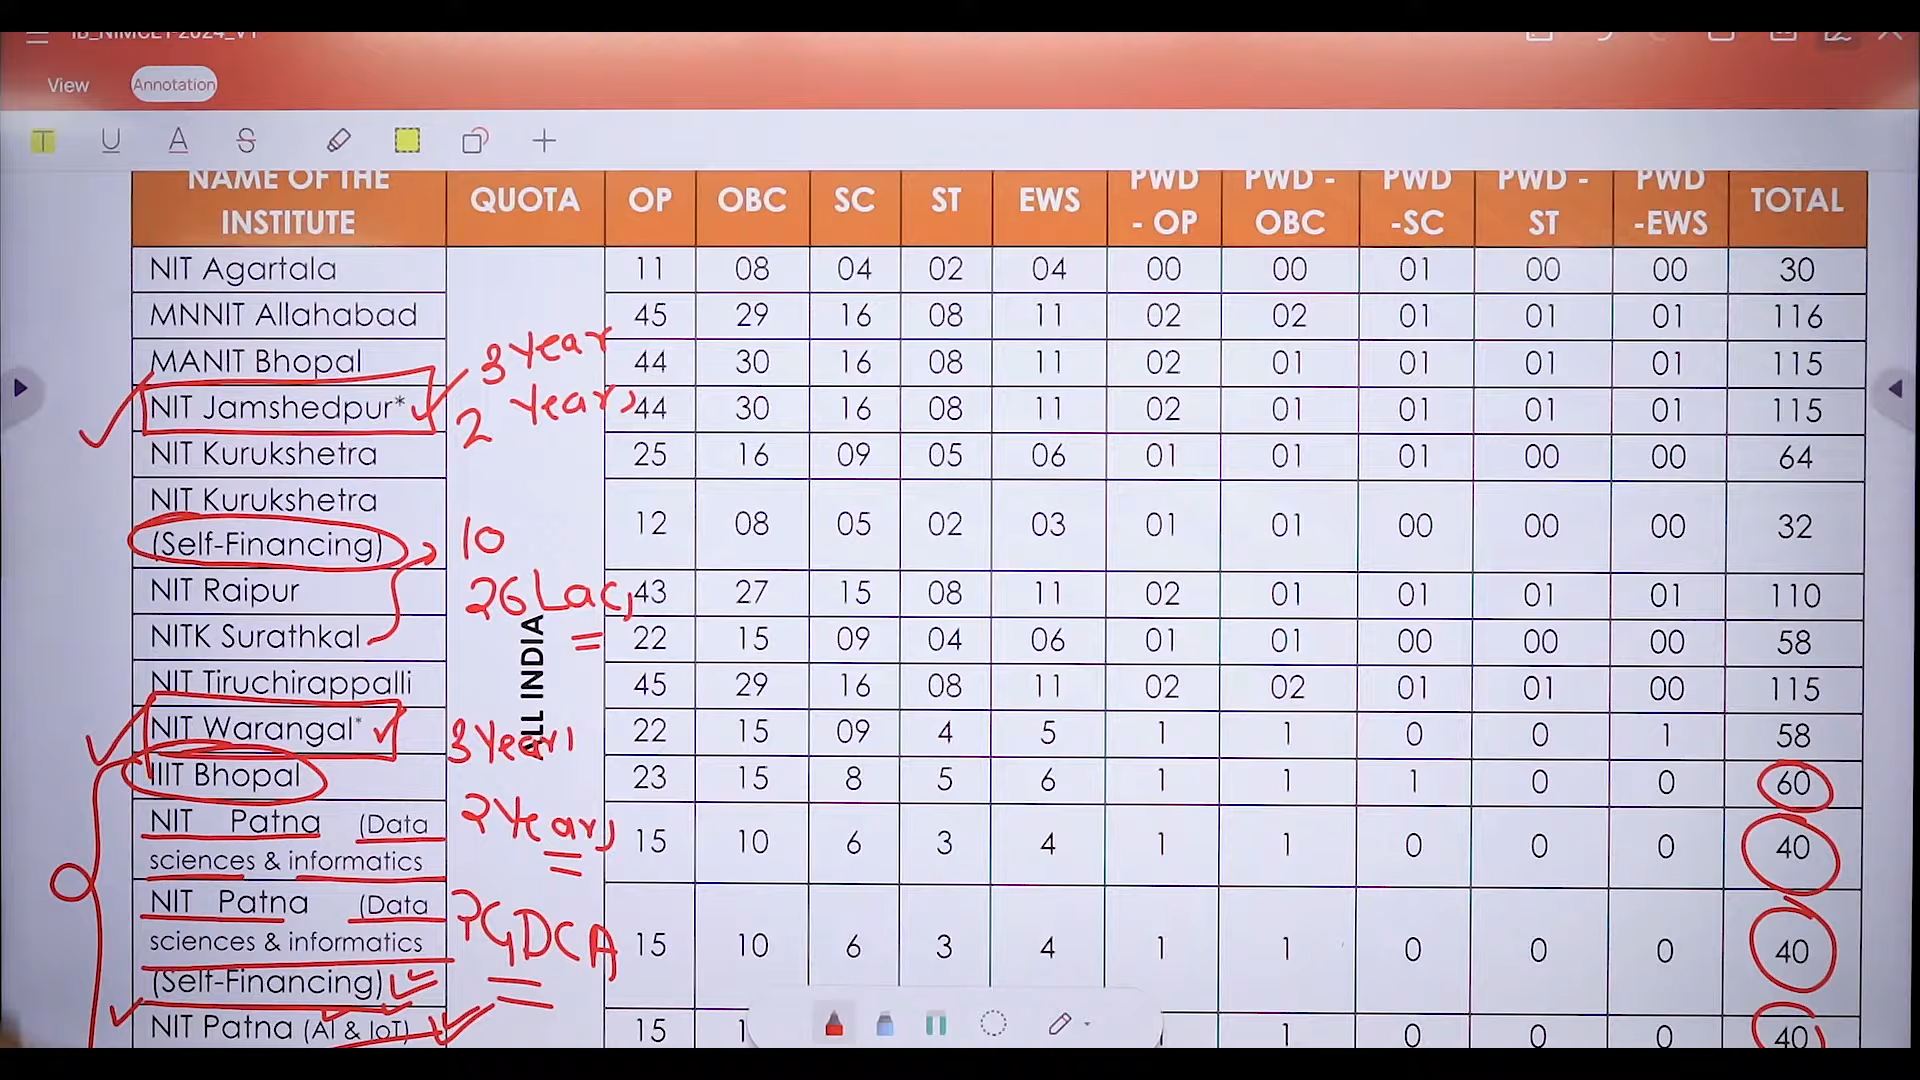 IB_NIMCET-2024_V1
View Annotation
T U A S
NAME OF THE INSTITUTE QUOTA OP OBC SC ST EWS PWD - OP PWD - OBC PWD -SC PWD - ST PWD -EWS TOTAL
NIT Agartala 11 08 04 02 04 00 00 01 00 00 30
MNNIT Allahabad 45 29 16 08 11 02 02 01 01 01 116
3 Year
MANIT Bhopal 44 30 16 08 11 02 01 01 01 01 115
2 Year,
NIT Jamshedpur* 44 30 16 08 11 02 01 01 01 01 115
NIT Kurukshetra 25 16 09 05 06 01 01 01 00 00 64
NIT Kurukshetra
(Self-Financing) 12 08 05 02 03 01 01 00 00 00 32
10
26 Lac,
NIT Raipur 43 27 15 08 11 02 01 01 01 01 110
NITK Surathkal 22 15 09 04 06 01 01 00 00 00 58
ALL INDIA
NIT Tiruchirappalli 45 29 16 08 11 02 02 01 01 00 115
NIT Warangal* 22 15 09 4 5 1 1 0 0 1 58
3 Year,
IIIT Bhopal 23 15 8 5 6 1 1 1 0 0 60
2 Year,
NIT Patna (Data
sciences & informatics 15 10 6 3 4 1 1 0 0 0 40
PGDCA
NIT Patna (Data
sciences & informatics
(Self-Financing) 15 10 6 3 4 1 1 0 0 0 40
NIT Patna (AI & IoT) 15 1 1 0 0 0 40